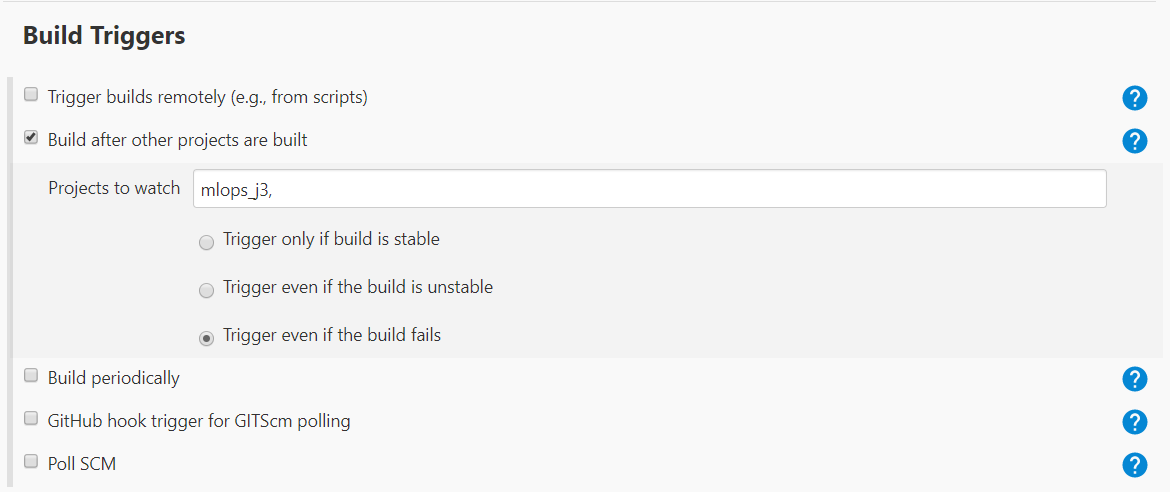 Build Triggers
Trigger builds remotely (e.g., from scripts)
?
Build after other projects are built
?
Projects to watch mlops_j3,
Trigger only if build is stable
Trigger even if the build is unstable
Trigger even if the build fails
Build periodically
?
GitHub hook trigger for GITScm polling
?
Poll SCM
?